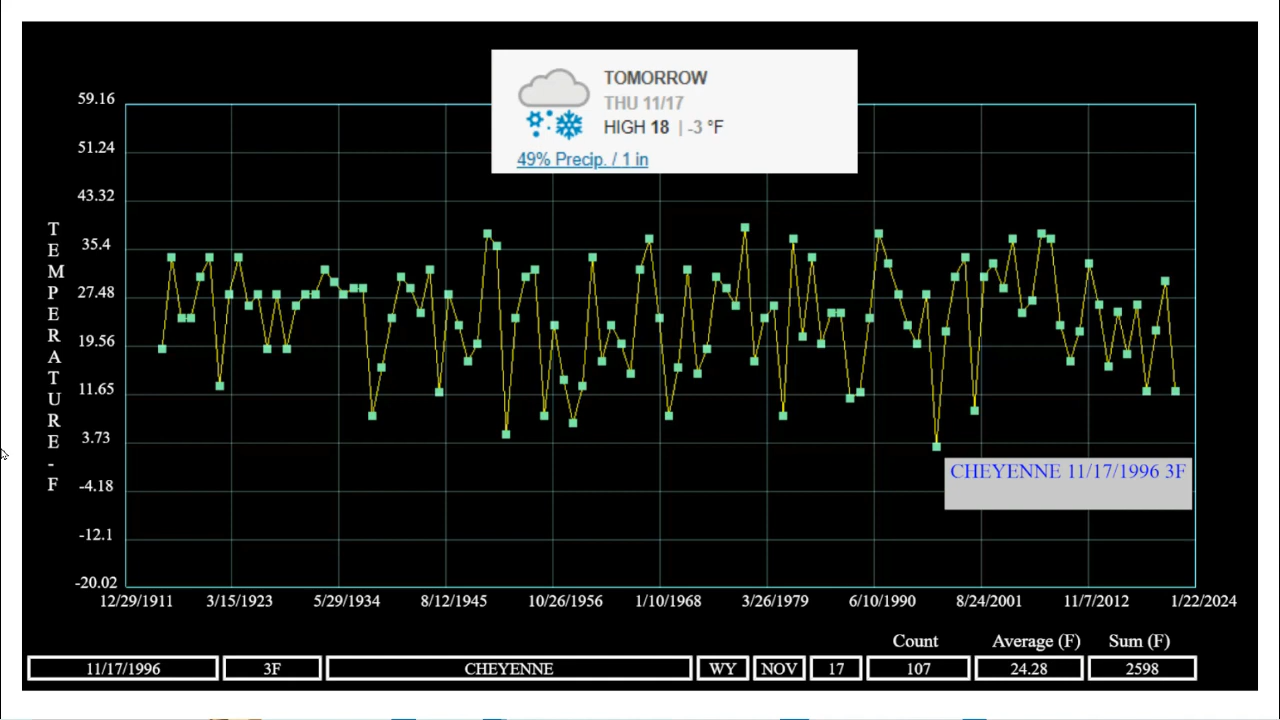 TOMORROW
THU 11/17
HIGH 18 | -3 °F
49% Precip. / 1 in
59.16
51.24
43.32
35.4
27.48
19.56
11.65
3.73
-4.18
-12.1
-20.02
TEMPERATURE-F
CHEYENNE 11/17/1996 3F
12/29/1911 3/15/1923 5/29/1934 8/12/1945 10/26/1956 1/10/1968 3/26/1979 6/10/1990 8/24/2001 11/7/2012 1/22/2024
Count Average (F) Sum (F)
11/17/1996 3F CHEYENNE WY NOV 17 107 24.28 2598